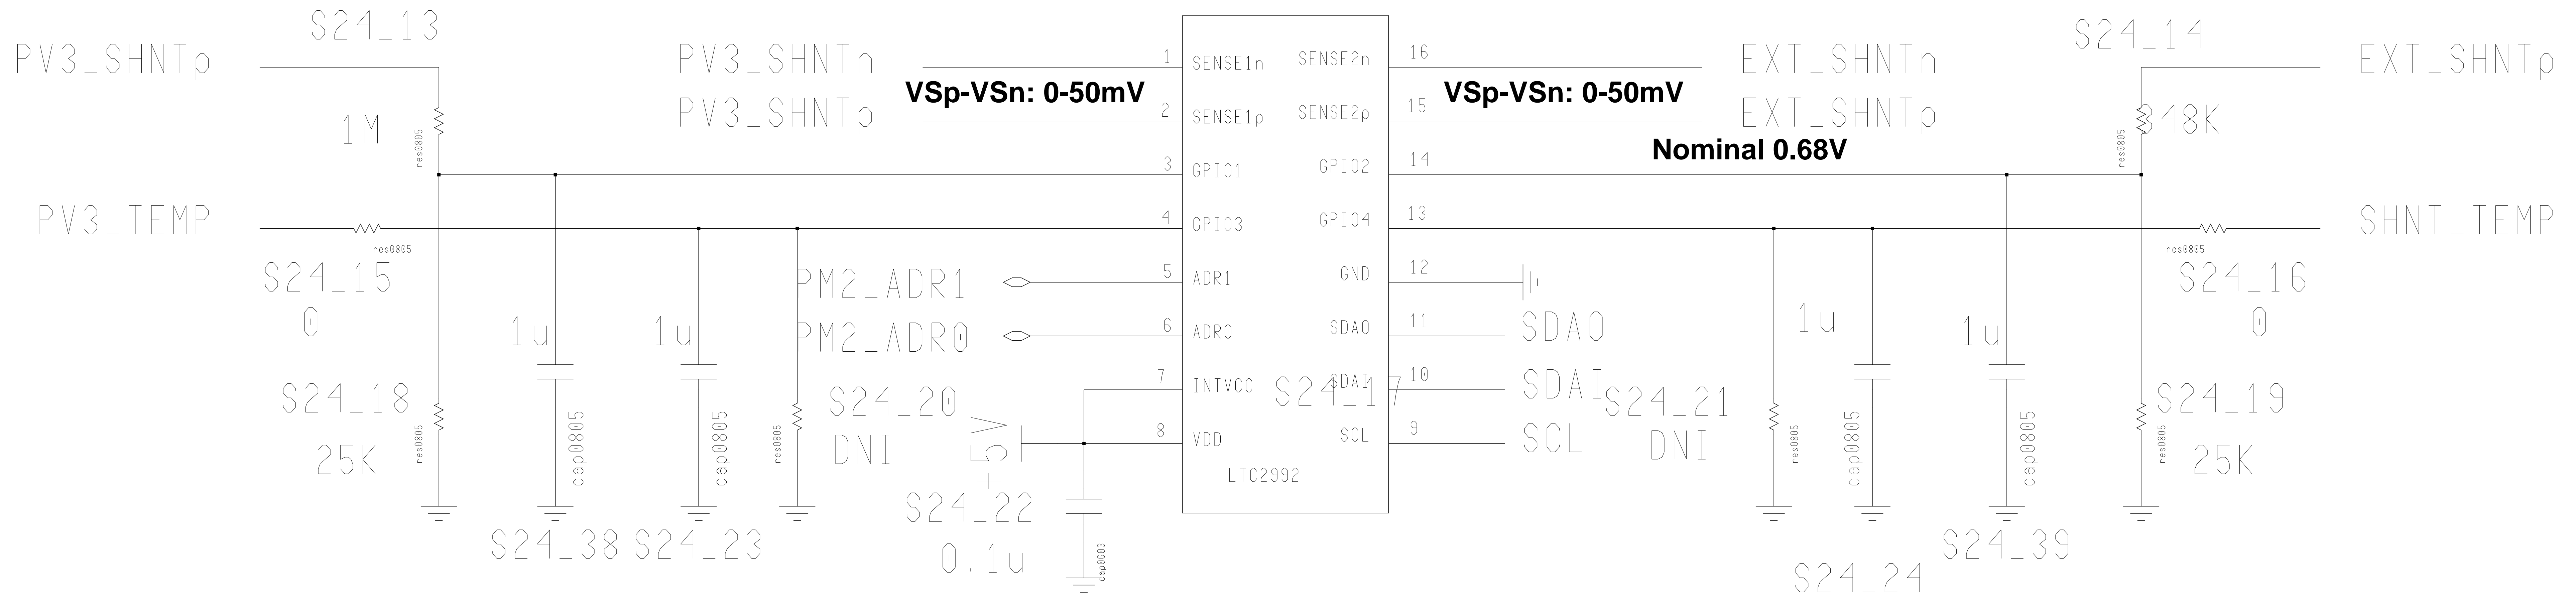 S24_13
S24_14
PV3_SHNTp
PV3_SHNTn
1
SENSE1n
SENSE2n
16
EXT_SHNTn
EXT_SHNTp
VSp-VSn: 0-50mV
VSp-VSn: 0-50mV
PV3_SHNTp
2
SENSE1p
SENSE2p
15
EXT_SHNTp
1M
res0805
348K
res0805
Nominal 0.68V
3
GPIO1
GPIO2
14
PV3_TEMP
4
GPIO3
GPIO4
13
SHNT_TEMP
res0805
res0805
S24_15
0
S24_16
0
PM2_ADR1
5
ADR1
GND
12
PM2_ADR0
6
ADR0
SDAO
11
SDAO
1u
1u
1u
1u
7
INTVCC
S24_17
SDAI
10
SDAI
S24_18
25K
res0805
cap0805
cap0805
res0805
S24_20
DNI
+5V
8
VDD
SCL
9
SCL
S24_21
DNI
res0805
cap0805
cap0805
res0805
S24_19
25K
LTC2992
S24_22
0.1u
cap0603
S24_38
S24_23
S24_39
S24_24